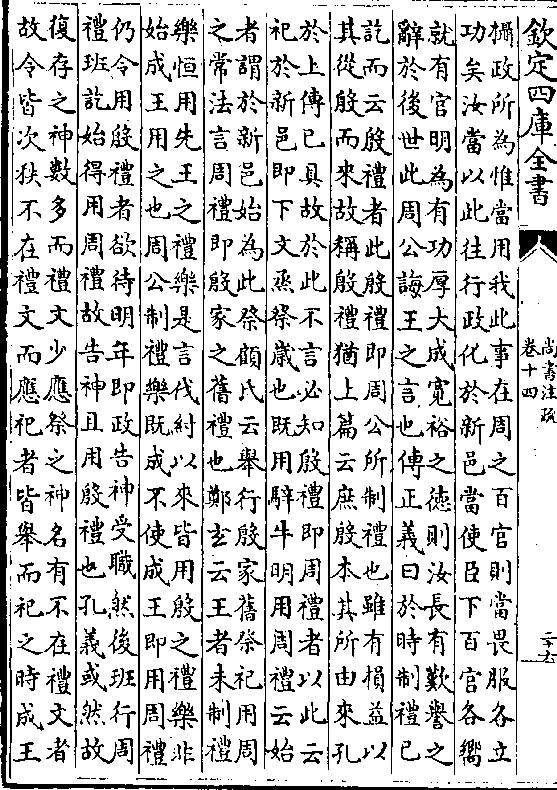 欽定四庫全書
尚書注疏
卷十四
攝政所為惟當用我此事在周之百官則當畏服各立
功矣汝當以此往行政化於新邑當使臣下百官各嚮
就有官明為有功厚大成寛裕之徳則汝長有歎譽之
辭於後世此周公誨王之言也傳正義曰於時制禮已
訖而云殷禮者此殷禮即周公所制禮也雖有損益以
其從殷而來故稱殷禮猶上篇云庶殷本其所由來孔
於上傳已具故於此不言必知殷禮即周禮者以此云
祀於新邑即下文烝祭歲也既用騂牛明用周禮云始
者謂於新邑始為此祭顧氏云舉行殷家舊祭祀用周
之常法言周禮即殷家之舊禮也鄭玄云王者未制禮
樂恒用先王之禮樂是言伐紂以來皆用殷之禮樂非
始成王用之也周公制禮樂既成不使成王即用周禮
仍令用殷禮者欲待明年即政告神受職然後班行周
禮班訖始得用周禮故告神且用殷禮也孔義或然故
復存之神數多而禮文少應祭之神名有不在禮文者
故令皆次秩不在禮文而應祀者皆舉而祀之時成王